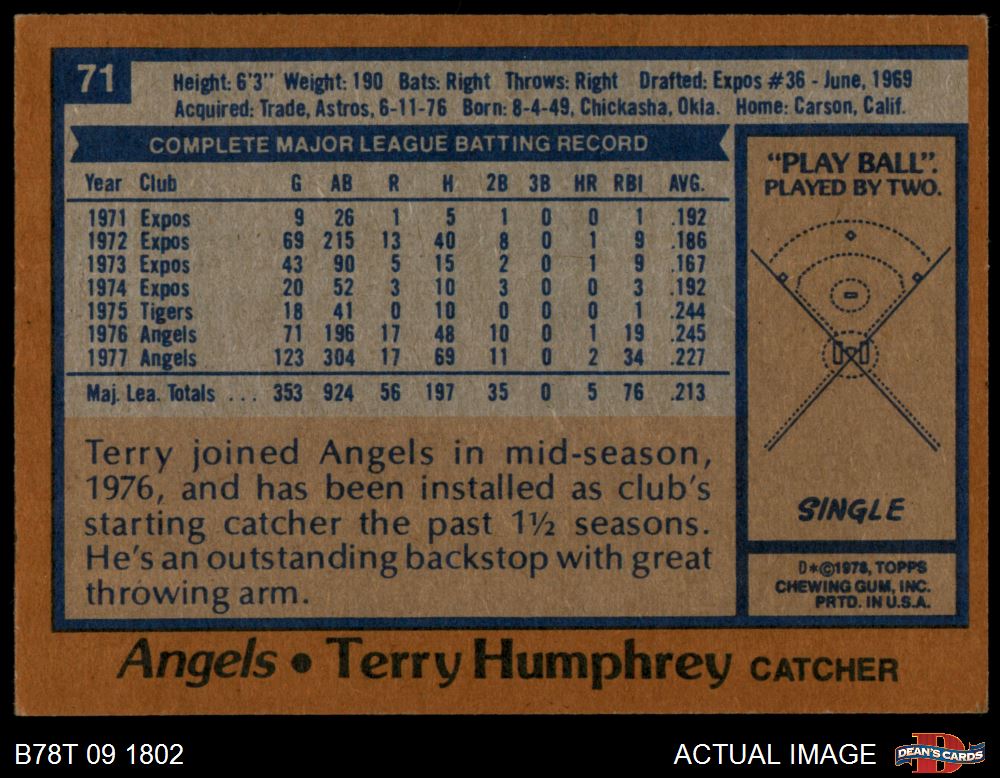 71
Height: 6'3" Weight: 190 Bats: Right Throws: Right Drafted: Expos #36 - June, 1969
Acquired: Trade, Astros, 6-11-76 Born: 8-4-49, Chickasha, Okla. Home: Carson, Calif.
COMPLETE MAJOR LEAGUE BATTING RECORD
Year Club G AB R H 2B 3B HR RBI AVG.
1971 Expos 9 26 1 5 1 0 0 1 .192
1972 Expos 69 215 13 40 8 0 1 9 .186
1973 Expos 43 90 5 15 2 0 1 9 .167
1974 Expos 20 52 3 10 3 0 0 3 .192
1975 Tigers 18 41 0 10 0 0 0 1 .244
1976 Angels 71 196 17 48 10 0 1 19 .245
1977 Angels 123 304 17 69 11 0 2 34 .227
Maj. Lea. Totals ... 353 924 56 197 35 0 5 76 .213
Terry joined Angels in mid-season,
1976, and has been installed as club's
starting catcher the past 1½ seasons.
He's an outstanding backstop with great
throwing arm.
"PLAY BALL".
PLAYED BY TWO.
SINGLE
D*©1978, TOPPS
CHEWING GUM, INC.
PRTD. IN U.S.A.
Angels • Terry Humphrey CATCHER
B78T 09 1802
ACTUAL IMAGE
DEAN'S CARDS